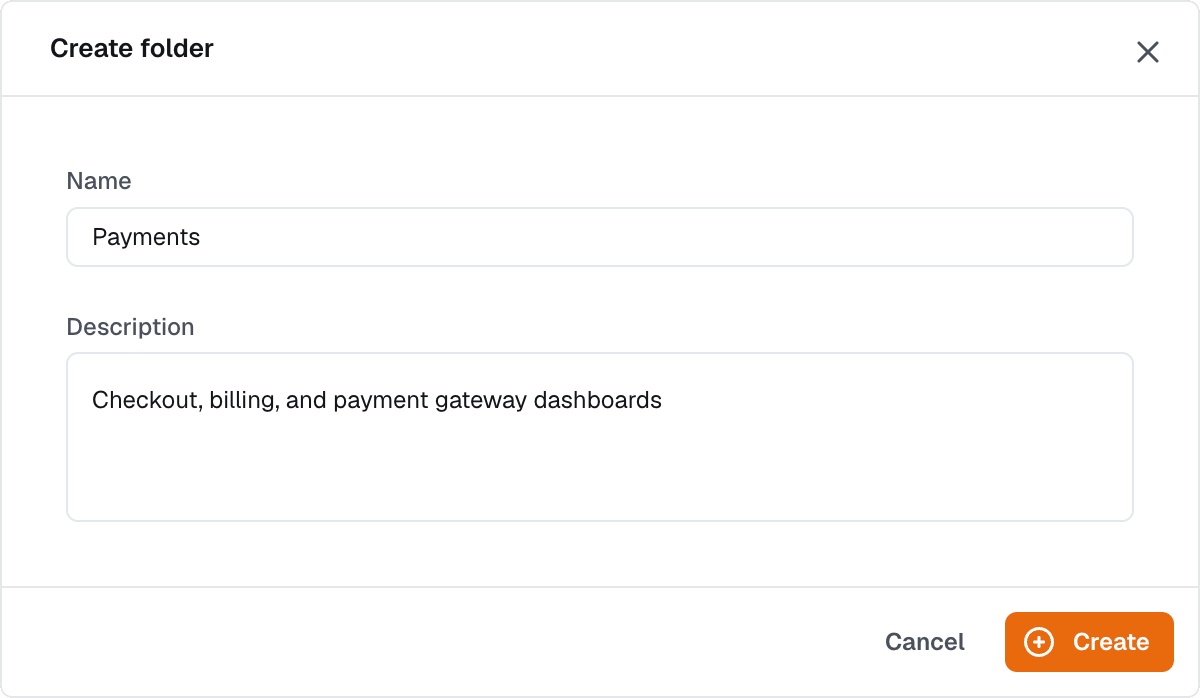 Create folder
Name
Payments
Description
Checkout, billing, and payment gateway dashboards
Cancel
Create